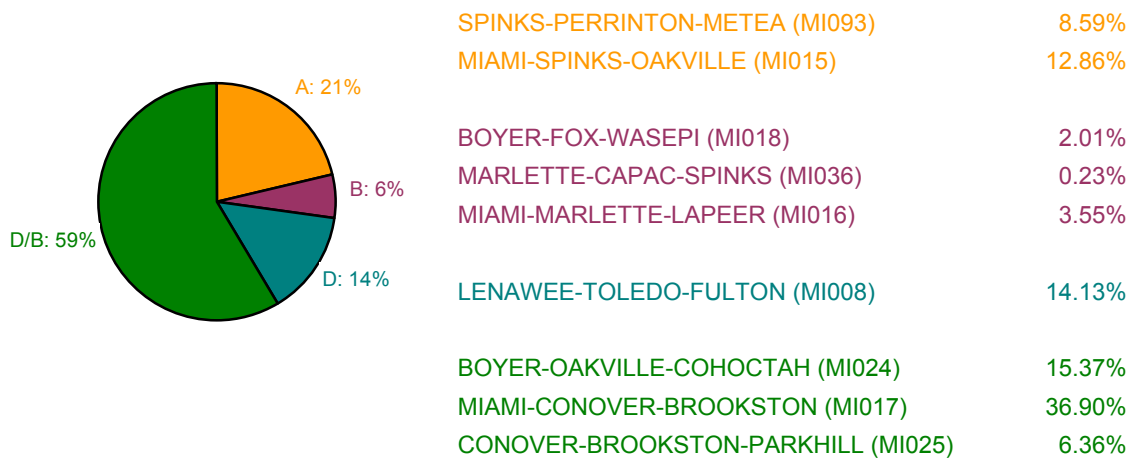 A: 21%
B: 6%
D: 14%
D/B: 59%
SPINKS-PERRINTON-METEA (MI093) 8.59%
MIAMI-SPINKS-OAKVILLE (MI015) 12.86%
BOYER-FOX-WASEPI (MI018) 2.01%
MARLETTE-CAPAC-SPINKS (MI036) 0.23%
MIAMI-MARLETTE-LAPEER (MI016) 3.55%
LENAWEE-TOLEDO-FULTON (MI008) 14.13%
BOYER-OAKVILLE-COHOCTAH (MI024) 15.37%
MIAMI-CONOVER-BROOKSTON (MI017) 36.90%
CONOVER-BROOKSTON-PARKHILL (MI025) 6.36%